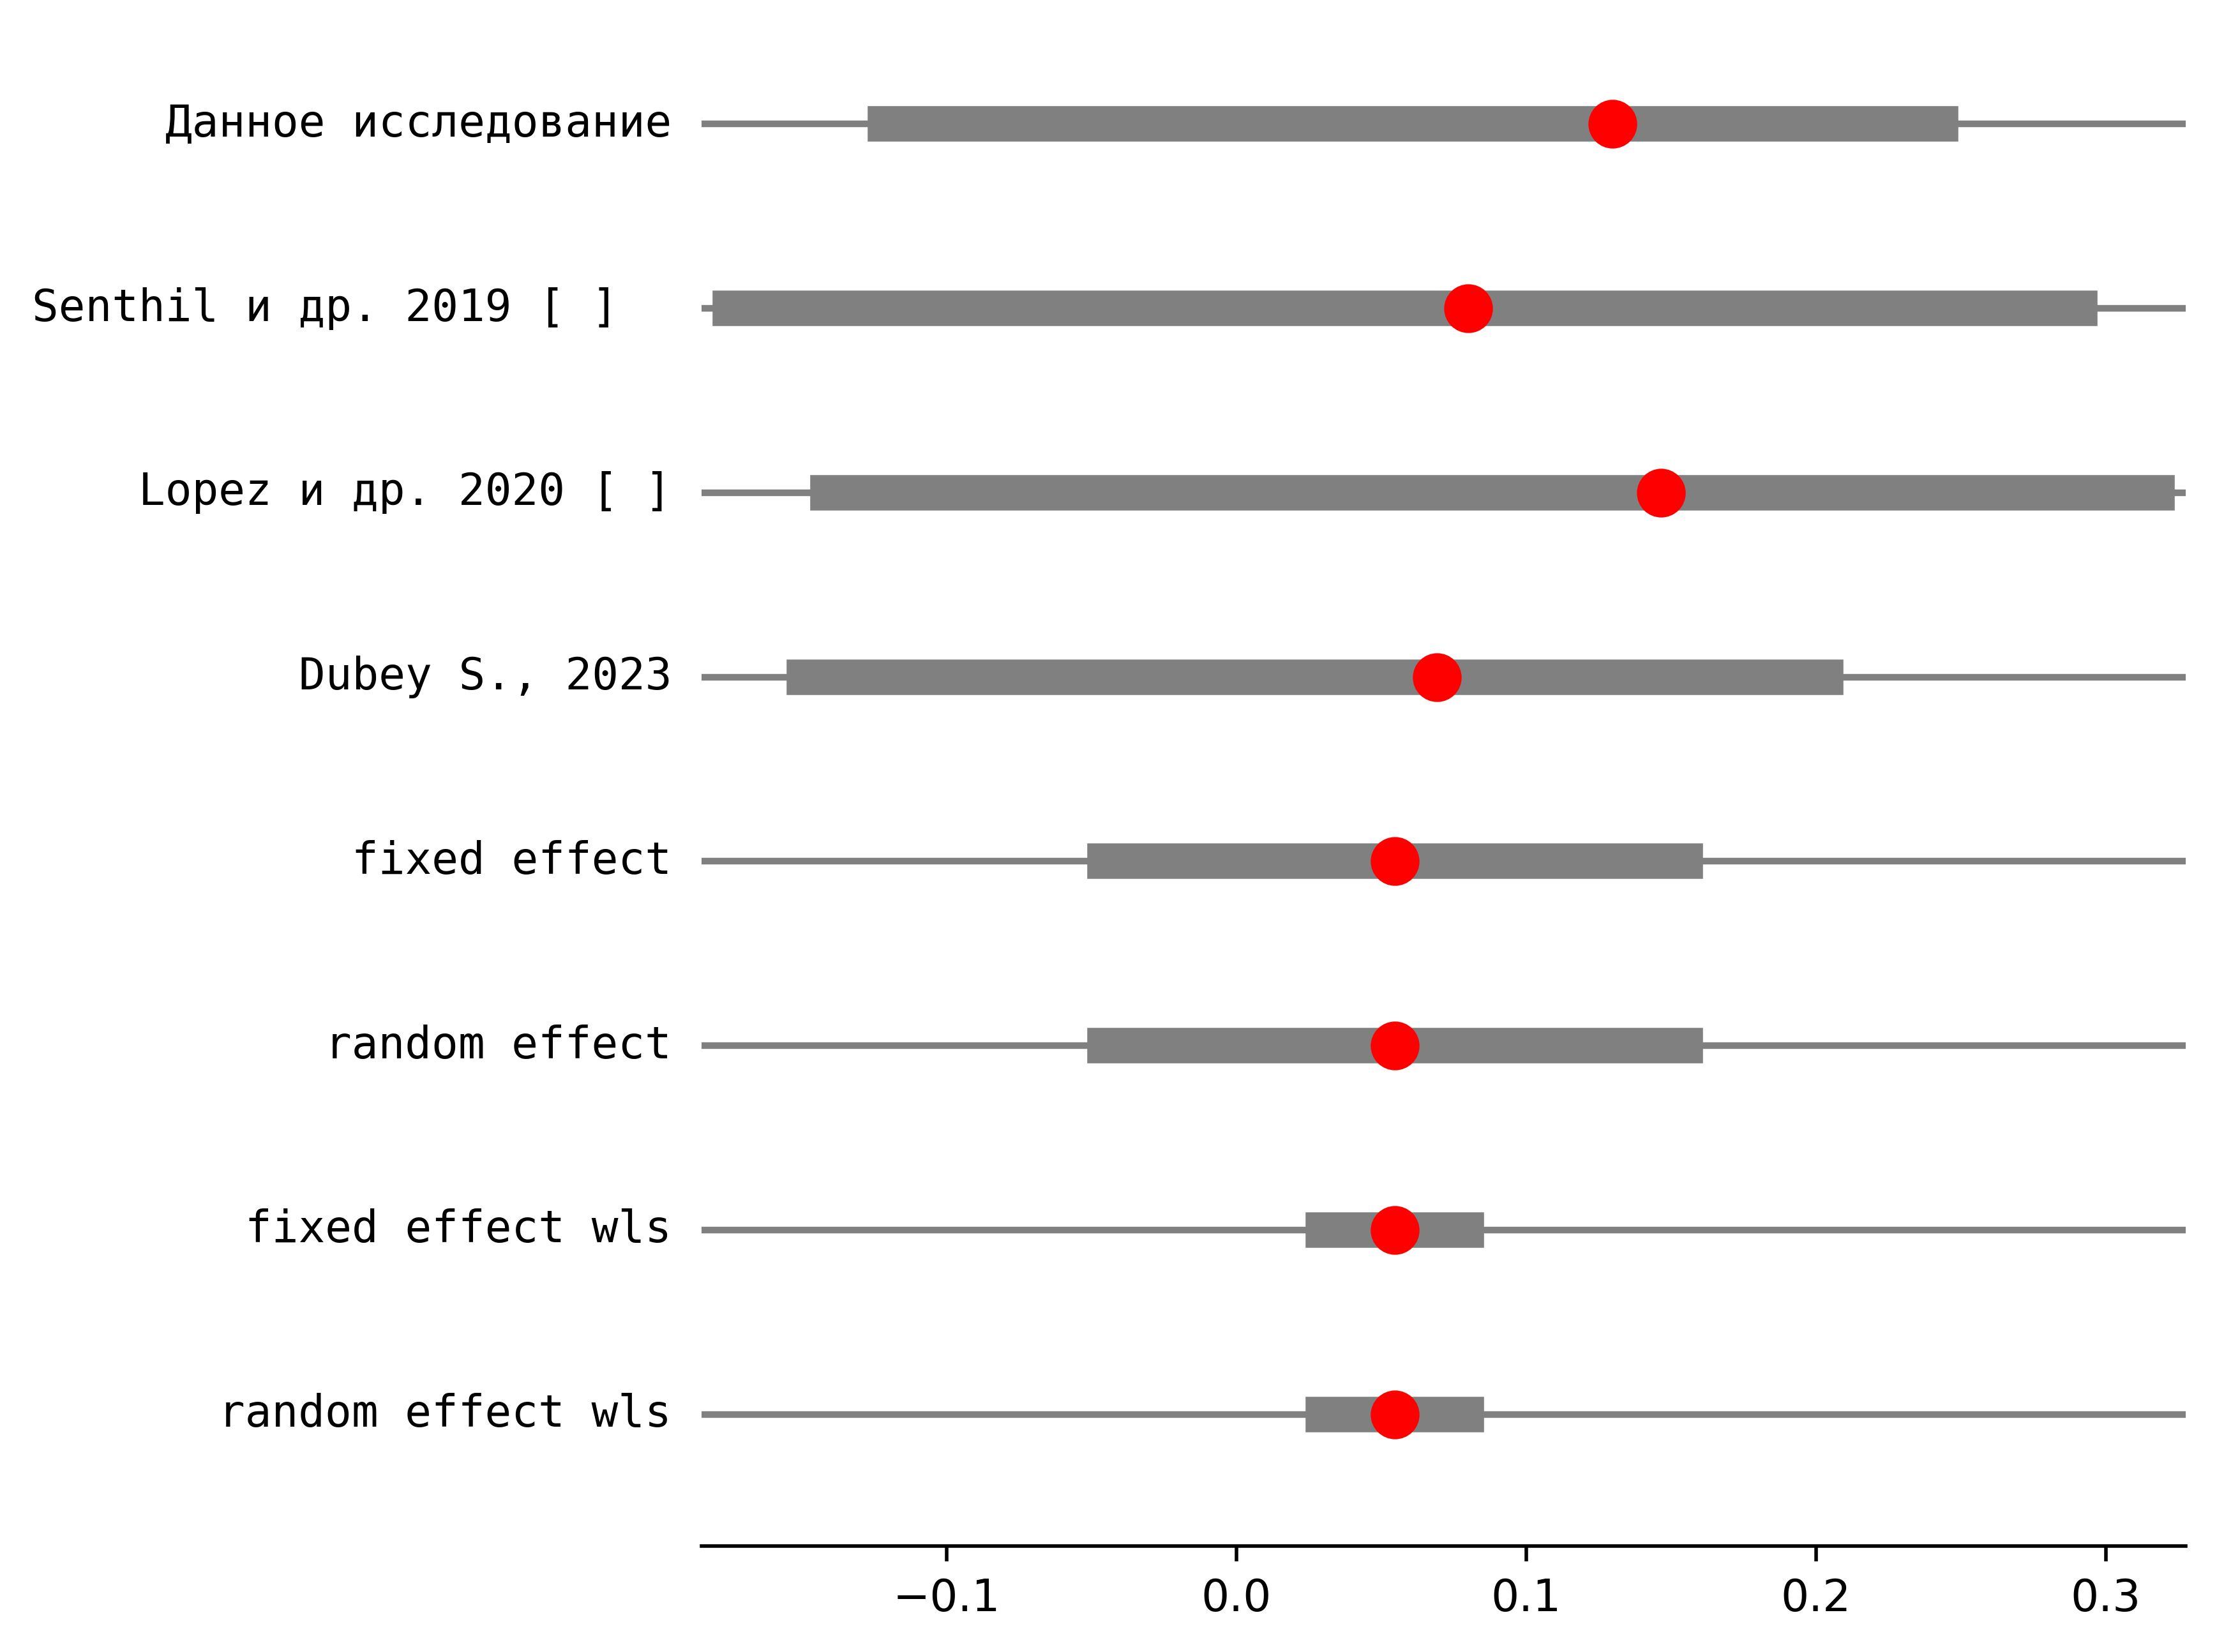 Данное исследование
Senthil и др. 2019 [ ]
Lopez и др. 2020 [ ]
Dubey S., 2023
fixed effect
random effect
fixed effect wls
random effect wls
−0.1 0.0 0.1 0.2 0.3